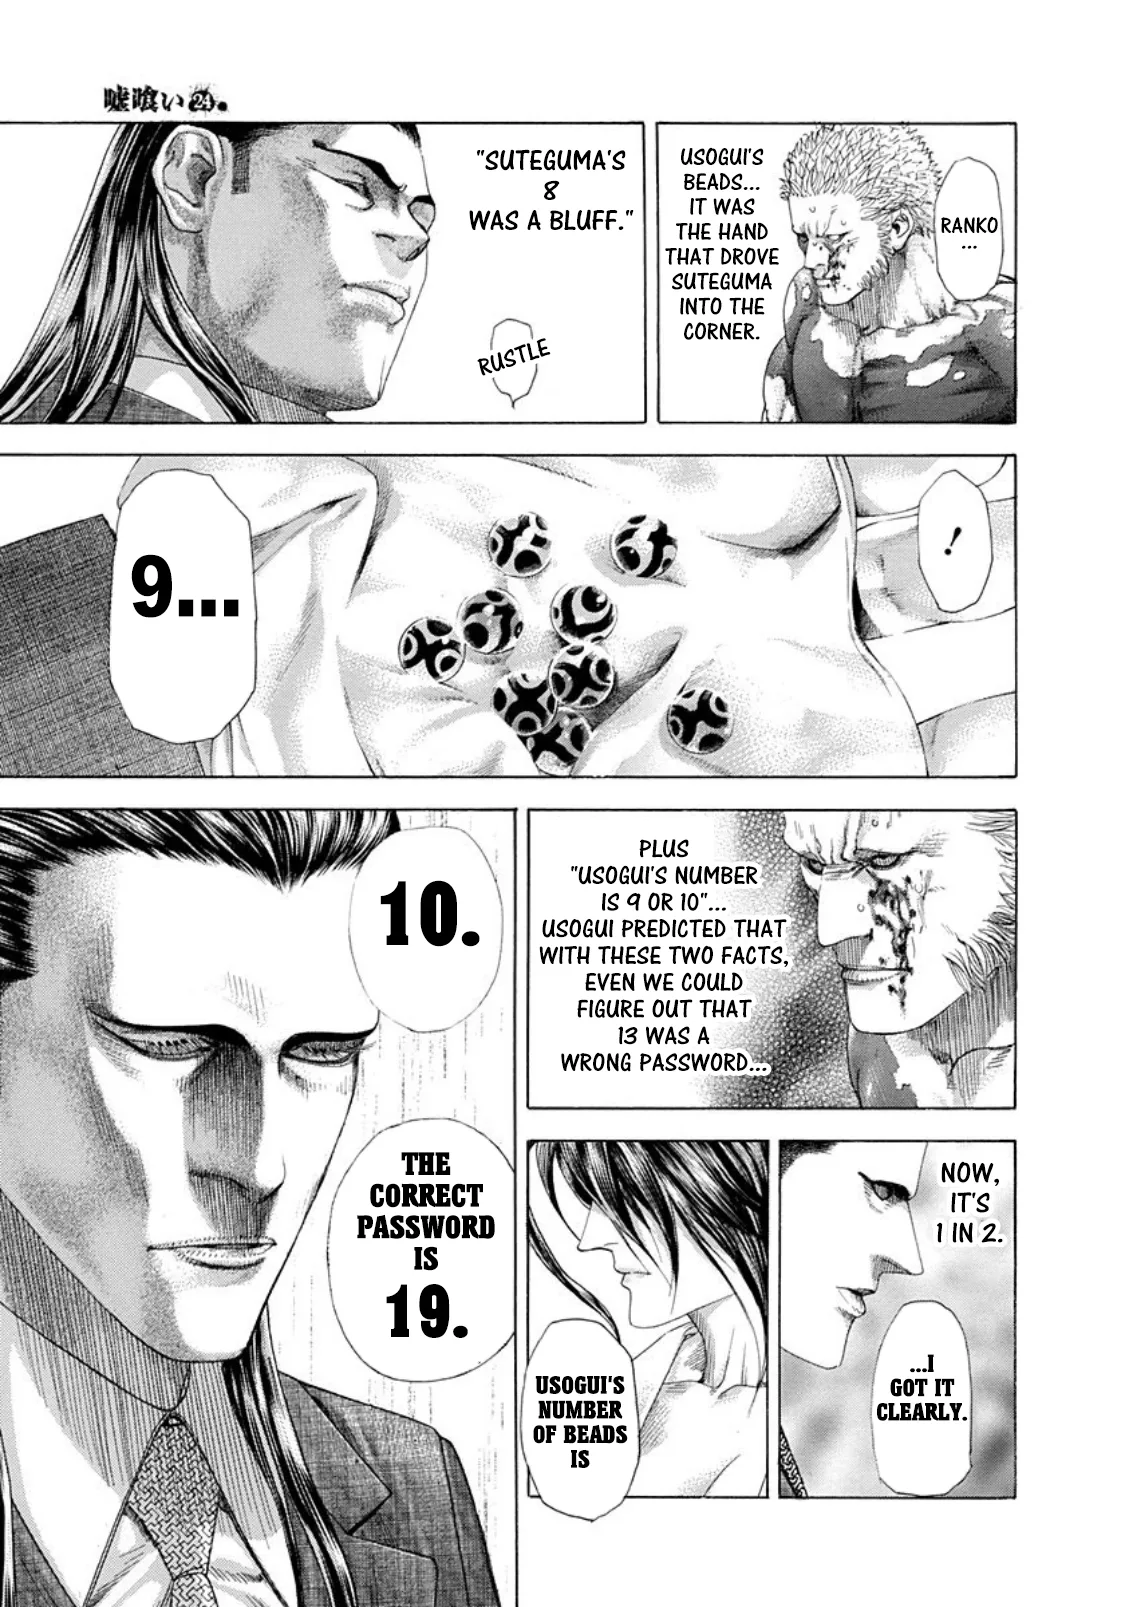 嘘喰い 24.
RANKO
...
USOGUI'S
BEADS...
IT WAS
THE HAND
THAT DROVE
SUTEGUMA
INTO THE
CORNER.
"SUTEGUMA'S
8
WAS A BLUFF."
RUSTLE
!
9...
PLUS
"USOGUI'S NUMBER
IS 9 OR 10"...
USOGUI PREDICTED THAT
WITH THESE TWO FACTS,
EVEN WE COULD
FIGURE OUT THAT
13 WAS A
WRONG PASSWORD...
NOW,
IT'S
1 IN 2.
...I
GOT IT
CLEARLY.
USOGUI'S
NUMBER
OF BEADS
IS
10.
THE
CORRECT
PASSWORD
IS
19.